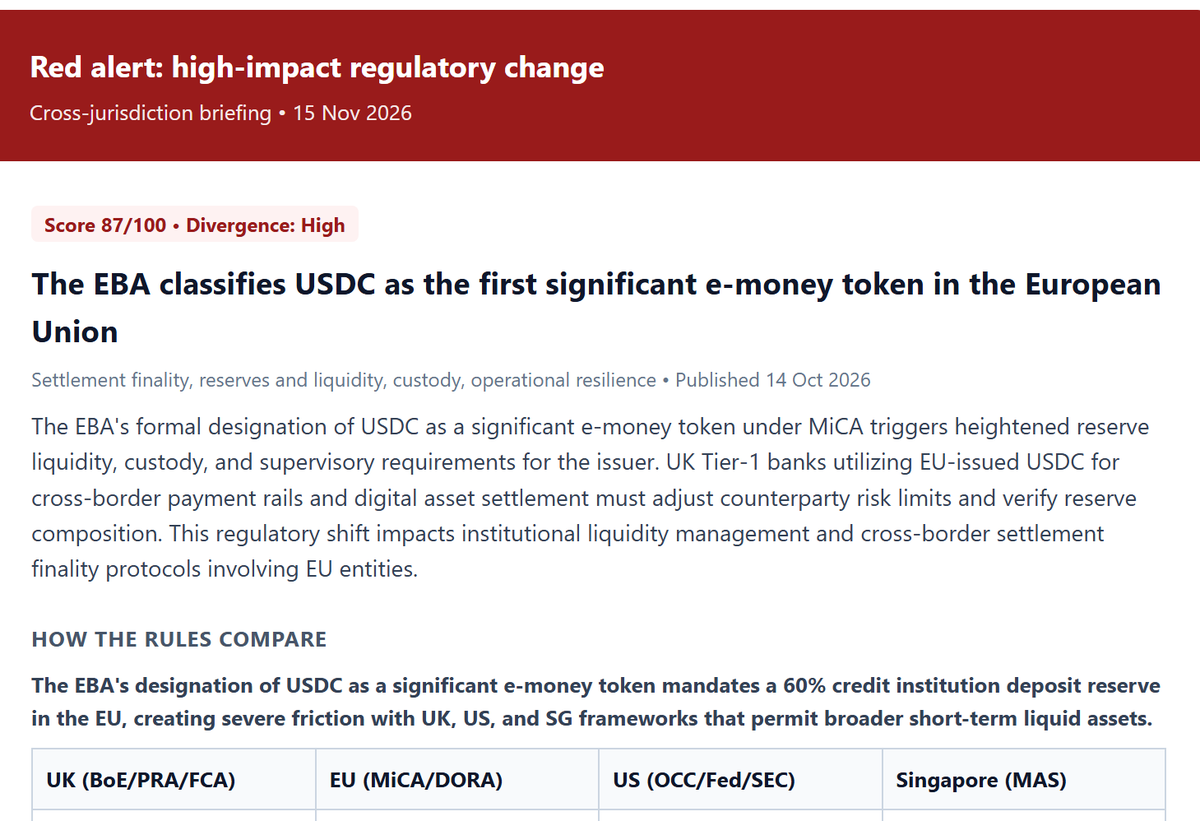 Red alert: high-impact regulatory change
Cross-jurisdiction briefing • 15 Nov 2026
Score 87/100 • Divergence: High
The EBA classifies USDC as the first significant e-money token in the European
Union
Settlement finality, reserves and liquidity, custody, operational resilience • Published 14 Oct 2026
The EBA's formal designation of USDC as a significant e-money token under MiCA triggers heightened reserve
liquidity, custody, and supervisory requirements for the issuer. UK Tier-1 banks utilizing EU-issued USDC for
cross-border payment rails and digital asset settlement must adjust counterparty risk limits and verify reserve
composition. This regulatory shift impacts institutional liquidity management and cross-border settlement
finality protocols involving EU entities.
HOW THE RULES COMPARE
The EBA's designation of USDC as a significant e-money token mandates a 60% credit institution deposit reserve
in the EU, creating severe friction with UK, US, and SG frameworks that permit broader short-term liquid assets.
UK (BoE/PRA/FCA) EU (MiCA/DORA) US (OCC/Fed/SEC) Singapore (MAS)